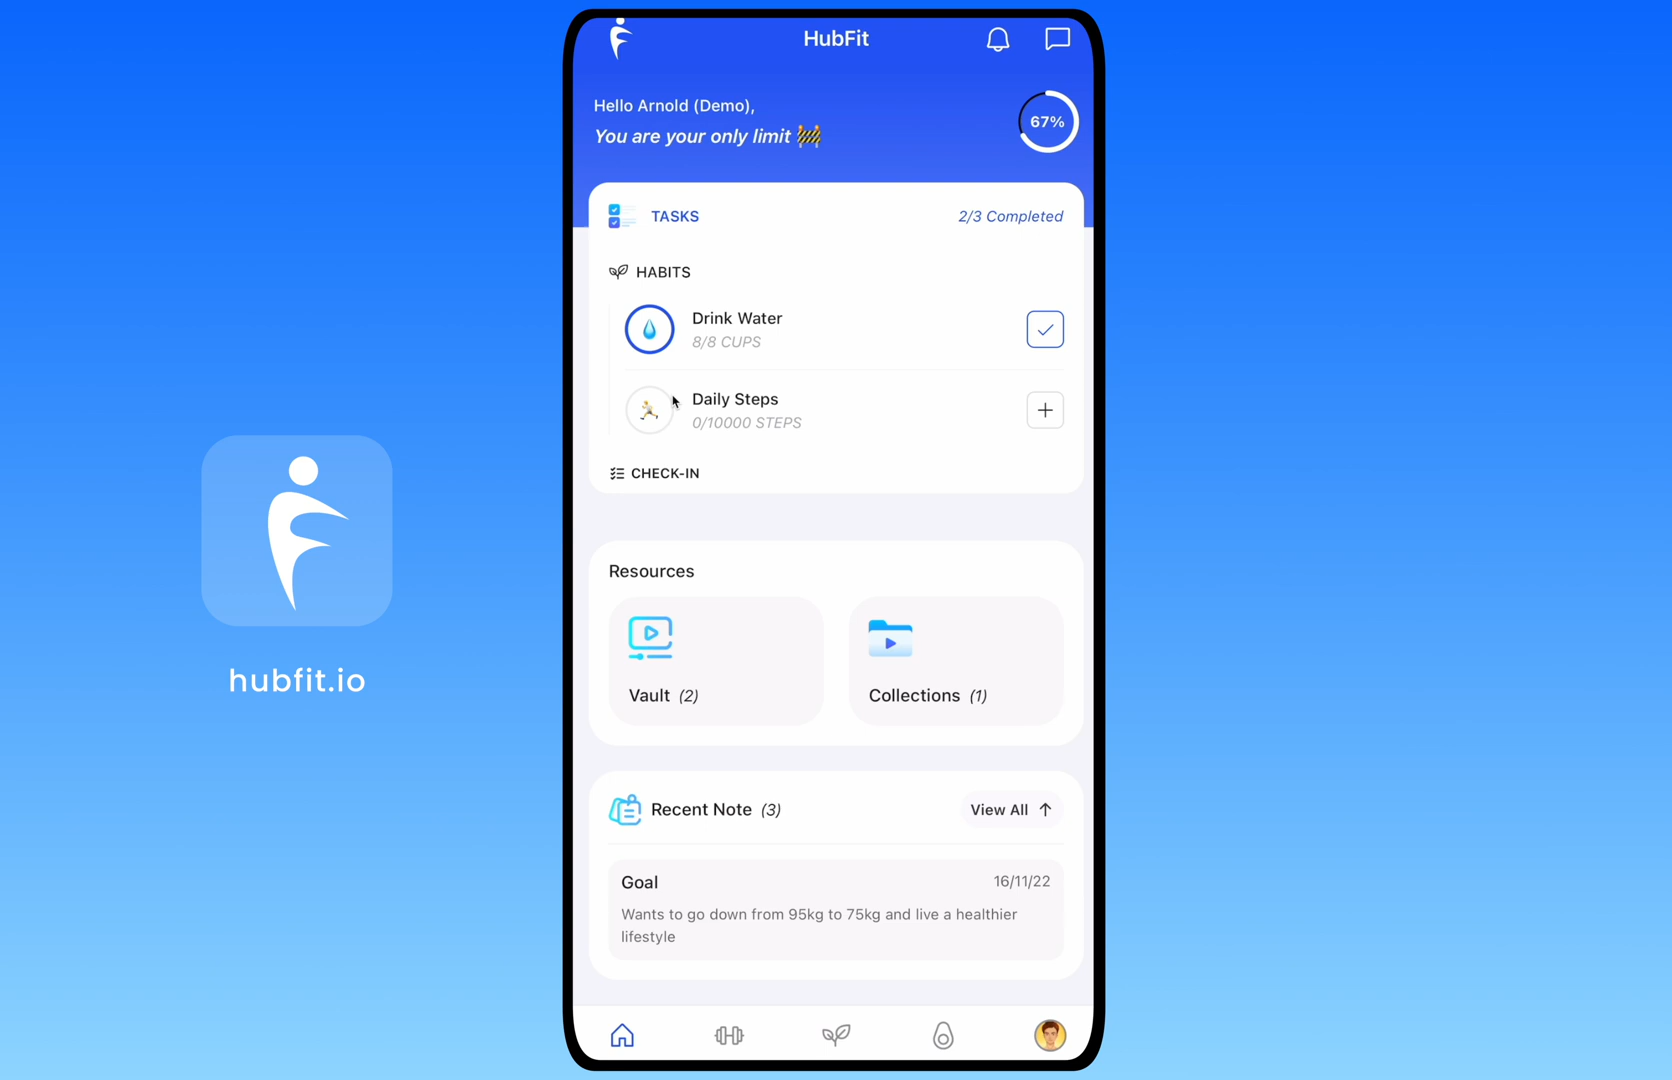 HubFit
Hello Arnold (Demo),
You are your only limit 🚧
67%
TASKS
2/3 Completed
HABITS
Drink Water
8/8 CUPS
Daily Steps
0/10000 STEPS
CHECK-IN
Resources
Vault (2)
Collections (1)
Recent Note (3)
View All ↑
Goal
16/11/22
Wants to go down from 95kg to 75kg and live a healthier
lifestyle
hubfit.io